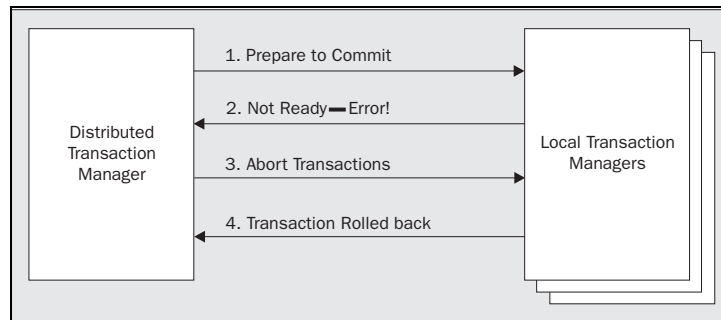 1. Prepare to Commit
2. Not Ready—Error!
Distributed
Transaction
Manager
Local Transaction
Managers
3. Abort Transactions
4. Transaction Rolled back